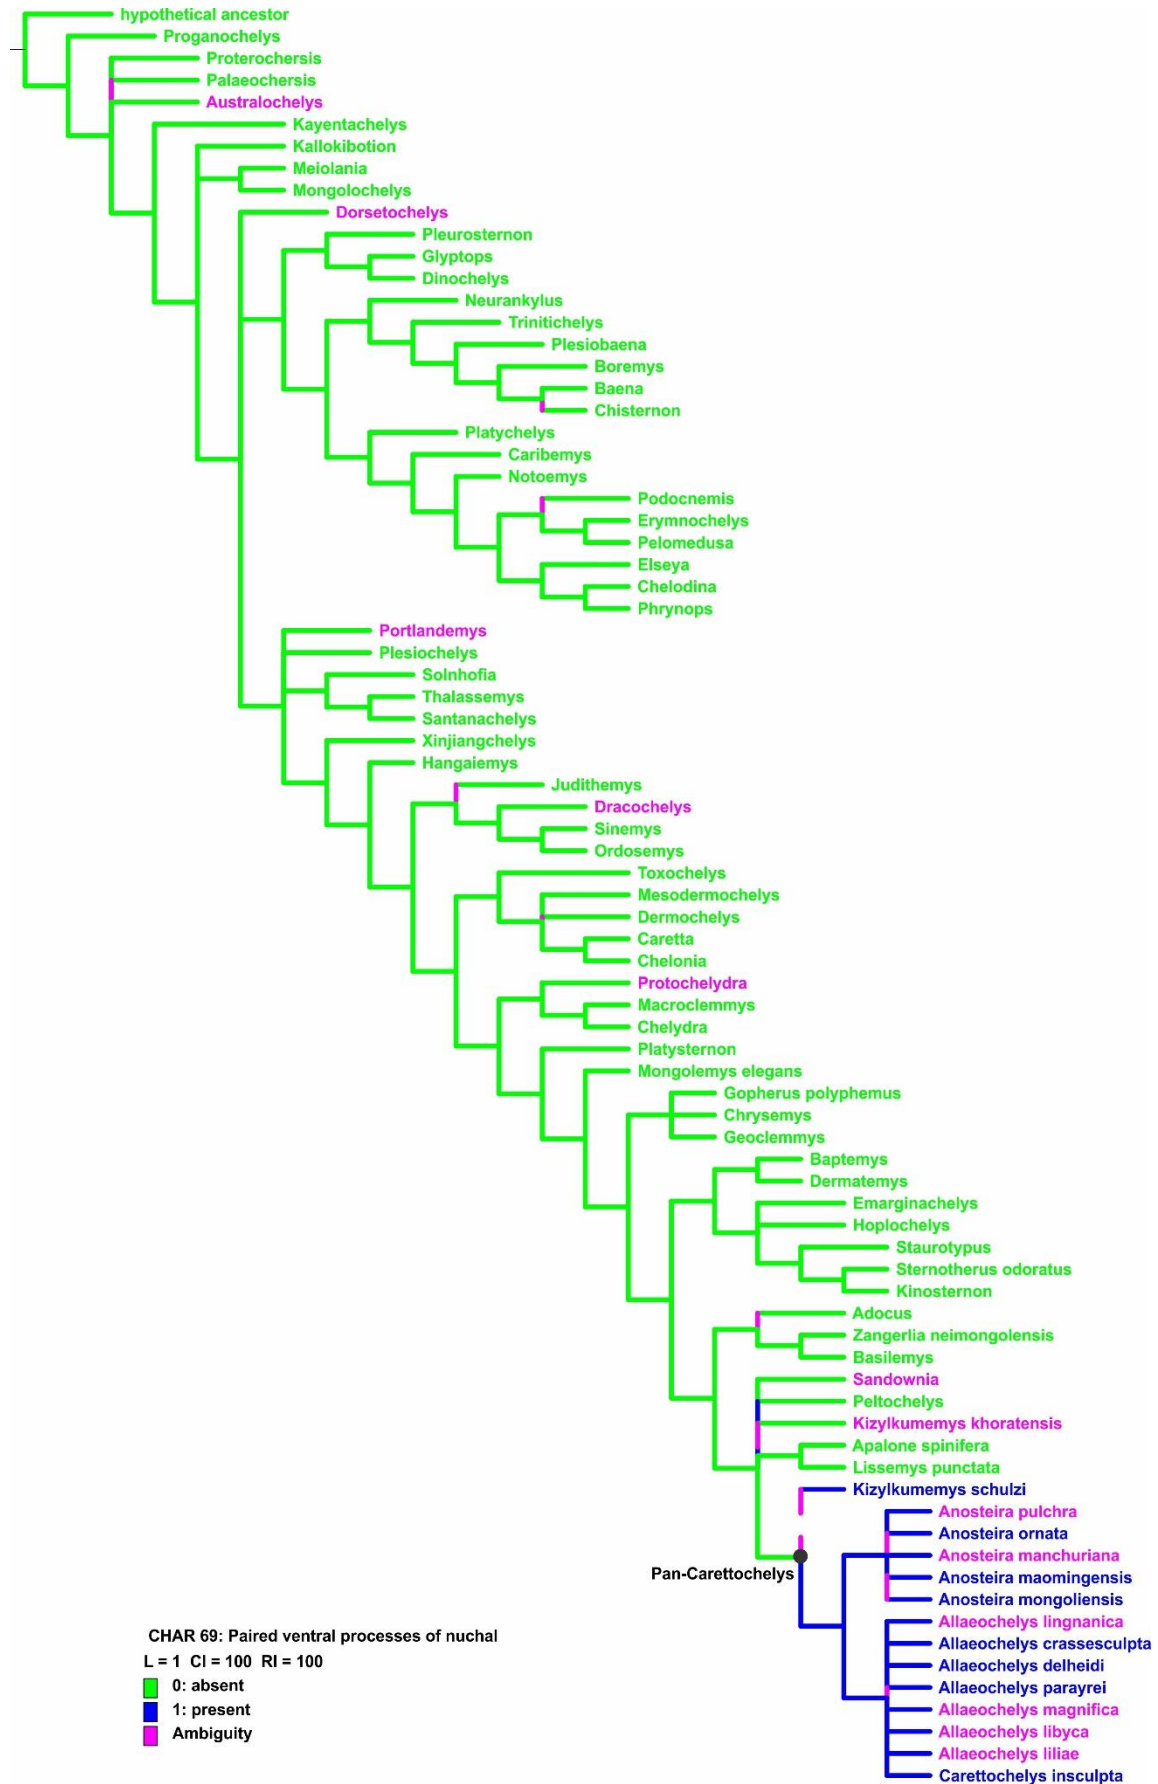 hypothetical ancestor
Proganochelys
Proterochersis
Palaeochersis
Australochelys
Kayentachelys
Kallokibotion
Meiolania
Mongolochelys
Dorsetochelys
Pleurosternon
Glyptops
Dinochelys
Neurankylus
Trinitichelys
Plesiobaena
Boremys
Baena
Chisternon
Platychelys
Caribemys
Notoemys
Podocnemis
Erymnochelys
Pelomedusa
Elseya
Chelodina
Phrynops
Portlandemys
Plesiochelys
Solnhofia
Thalassemys
Santanachelys
Xinjiangchelys
Hangaiemys
Judithemys
Dracochelys
Sinemys
Ordosemys
Toxochelys
Mesodermochelys
Dermochelys
Caretta
Chelonia
Protochelydra
Macroclemmys
Chelydra
Platysternon
Mongolemys elegans
Gopherus polyphemus
Chrysemys
Geoclemmys
Baptemys
Dermatemys
Emarginachelys
Hoplochelys
Staurotypus
Sternotherus odoratus
Kinosternon
Adocus
Zangerlia neimongolensis
Basilemys
Sandownia
Peltochelys
Kizylkumemys khoratensis
Apalone spinifera
Lissemys punctata
Kizylkumemys schulzi
Anosteira pulchra
Anosteira ornata
Anosteira manchuriana
Pan-Carettochelys
Anosteira maomingensis
Anosteira mongoliensis
Allaeochelys lingnanica
Allaeochelys crassesculpta
Allaeochelys delheidi
Allaeochelys parayrei
Allaeochelys magnifica
Allaeochelys libyca
Allaeochelys liliae
Carettochelys insculpta
CHAR 69: Paired ventral processes of nuchal
L = 1 CI = 100 RI = 100
0: absent
1: present
Ambiguity